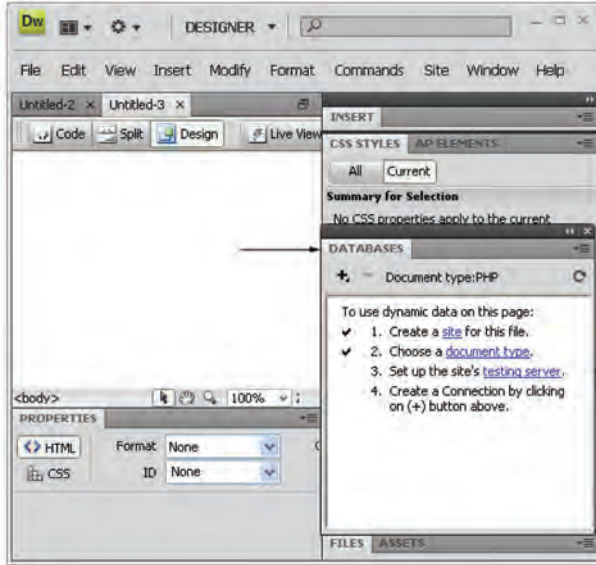 Dw DESIGNER
File Edit View Insert Modify Format Commands Site Window Help
Untitled-2 × Untitled-3 ×
Code Split Design Live View
<body> 100%
PROPERTIES
<> HTML Format None
CSS ID None
INSERT
CSS STYLES AP ELEMENTS
All Current
Summary for Selection
No CSS properties apply to the current
DATABASES
Document type:PHP
To use dynamic data on this page:
✔ 1. Create a site for this file.
✔ 2. Choose a document type.
3. Set up the site's testing server.
4. Create a Connection by clicking
on (+) button above.
FILES ASSETS